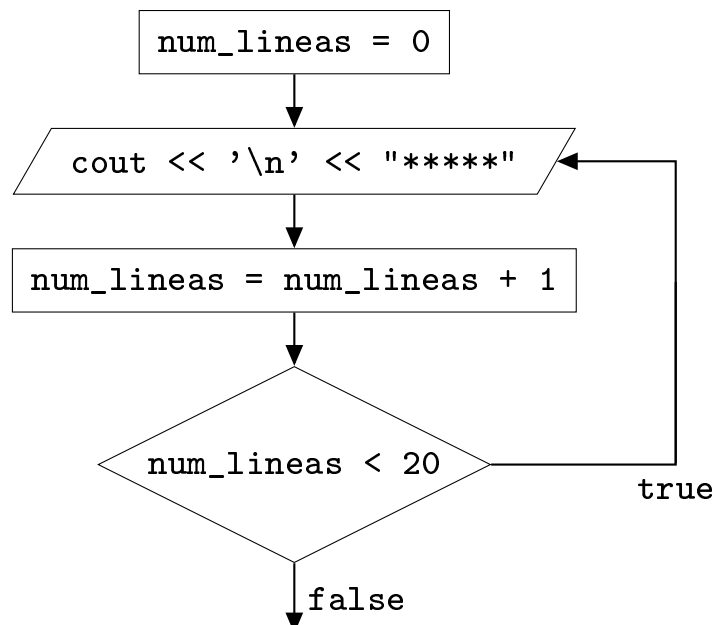 num_lineas = 0
cout << '\n' << "*****"
num_lineas = num_lineas + 1
num_lineas < 20
true
false